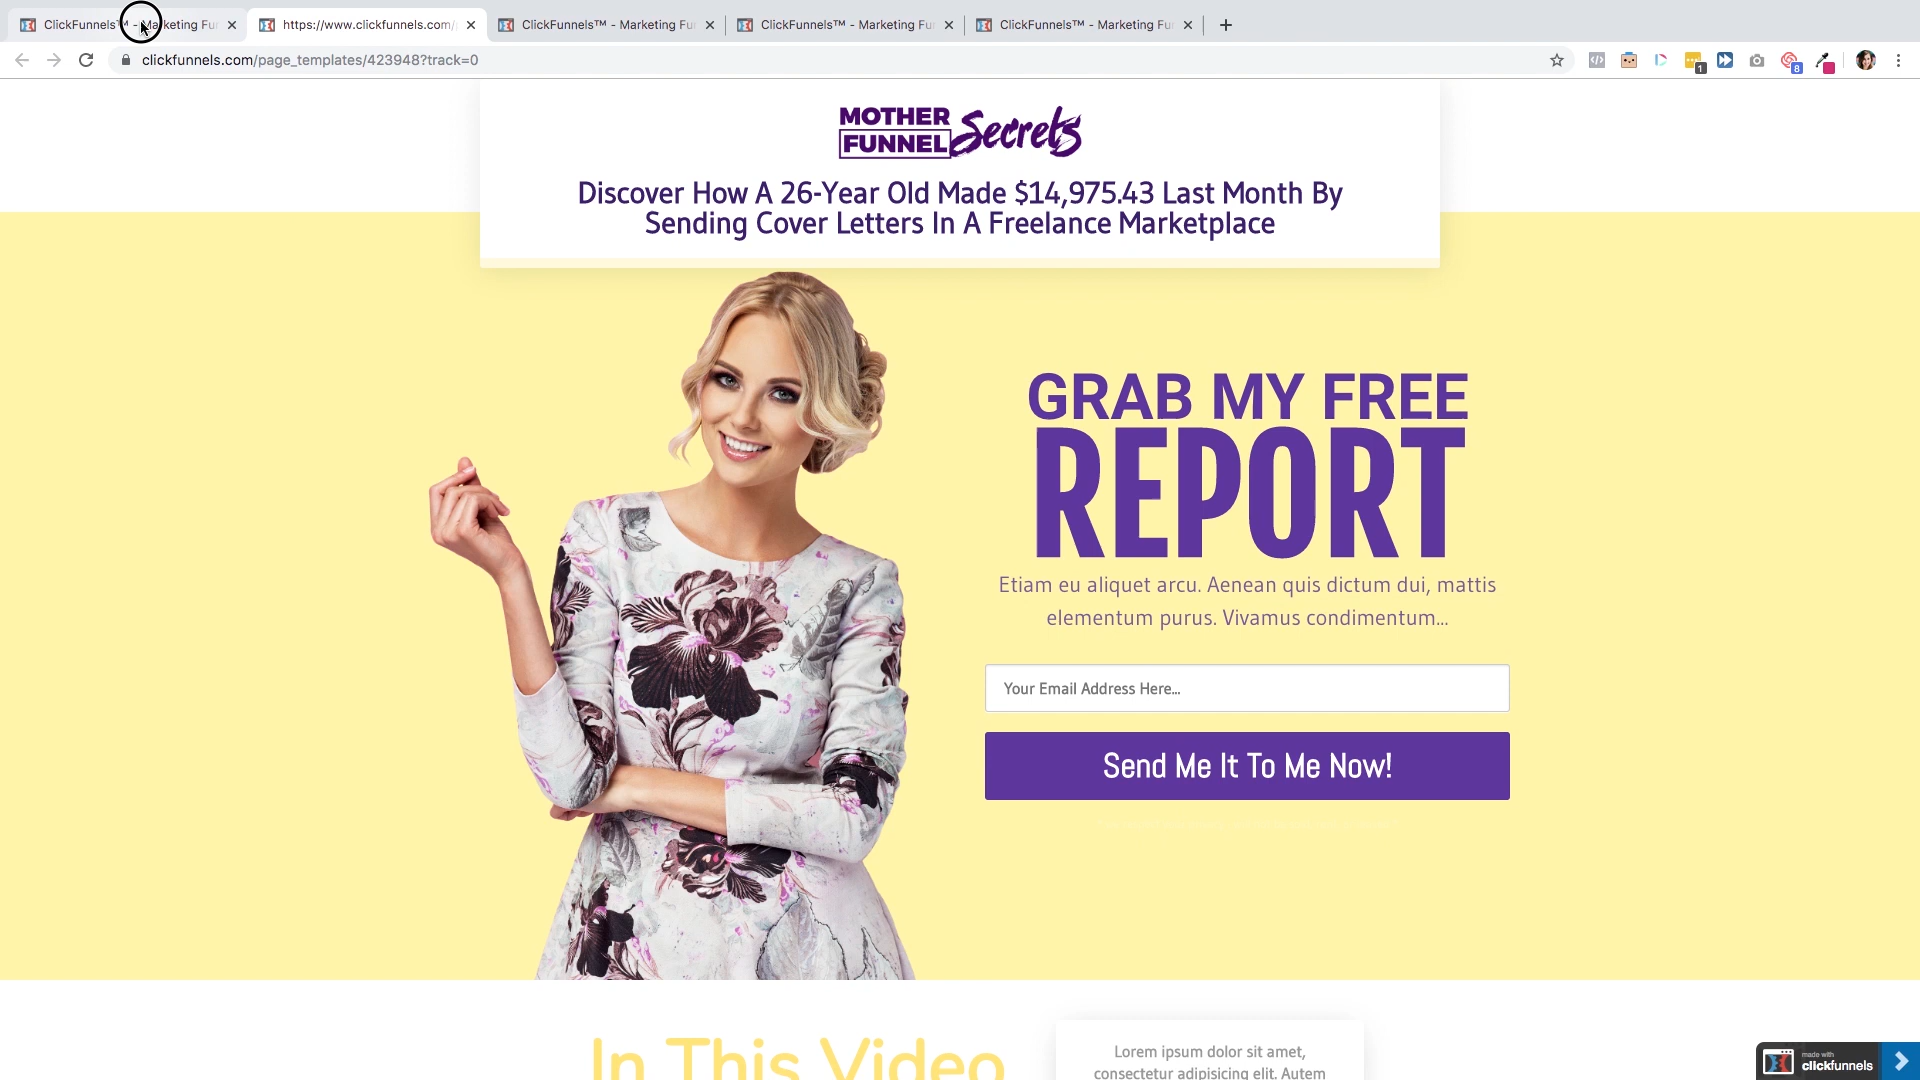 ClickFunnels™ - Marketing Fu
https://www.clickfunnels.com/
ClickFunnels™ - Marketing Fu
ClickFunnels™ - Marketing Fu
ClickFunnels™ - Marketing Fu
clickfunnels.com/page_templates/423948?track=0
1
8
MOTHER
FUNNEL Secrets
Discover How A 26-Year Old Made $14,975.43 Last Month By
Sending Cover Letters In A Freelance Marketplace
GRAB MY FREE
REPORT
Etiam eu aliquet arcu. Aenean quis dictum dui, mattis
elementum purus. Vivamus condimentum...
Your Email Address Here...
Send Me It To Me Now!
In This Video
Lorem ipsum dolor sit amet,
consectetur adipisicing elit. Autem
made with
clickfunnels